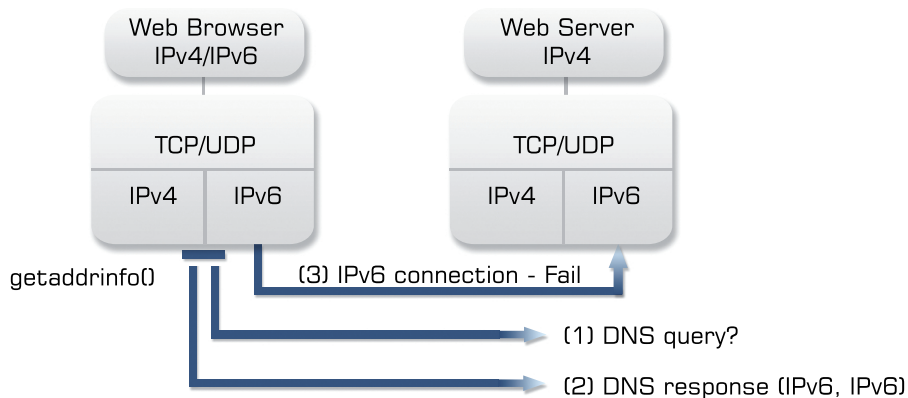 Web Browser
IPv4/IPv6
Web Server
IPv4
TCP/UDP
TCP/UDP
IPv4
IPv6
IPv4
IPv6
getaddrinfo()
(3) IPv6 connection - Fail
(1) DNS query?
(2) DNS response (IPv6, IPv6)